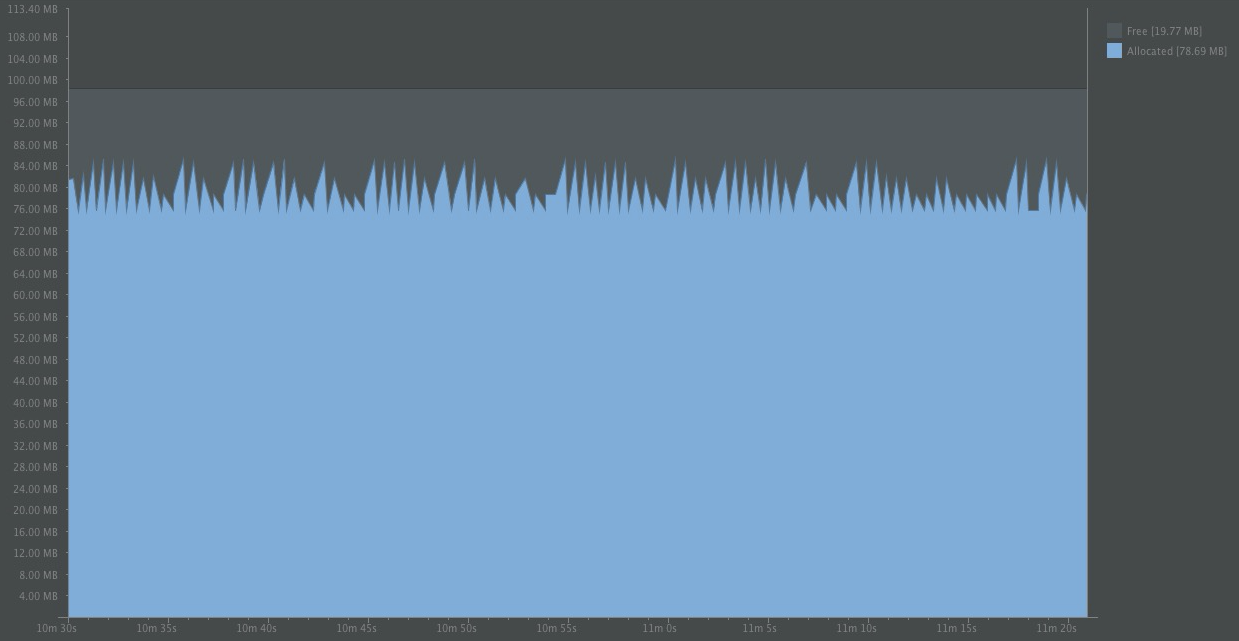 113.40 MB
108.00 MB
104.00 MB
100.00 MB
96.00 MB
92.00 MB
88.00 MB
84.00 MB
80.00 MB
76.00 MB
72.00 MB
68.00 MB
64.00 MB
60.00 MB
56.00 MB
52.00 MB
48.00 MB
44.00 MB
40.00 MB
36.00 MB
32.00 MB
28.00 MB
24.00 MB
20.00 MB
16.00 MB
12.00 MB
8.00 MB
4.00 MB
10m 30s 10m 35s 10m 40s 10m 45s 10m 50s 10m 55s 11m 0s 11m 5s 11m 10s 11m 15s 11m 20s
Free [19.77 MB]
Allocated [78.69 MB]